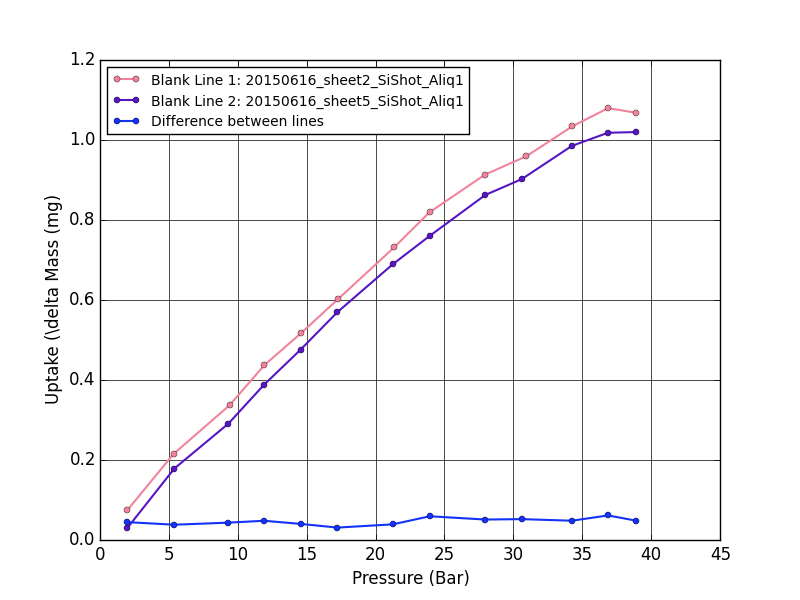 1.2
Blank Line 1: 20150616_sheet2_SiShot_Aliq1
Blank Line 2: 20150616_sheet5_SiShot_Aliq1
Difference between lines
1.0
0.8
0.6
0.4
0.2
0.0
Uptake (\delta Mass (mg)
0 5 10 15 20 25 30 35 40 45
Pressure (Bar)